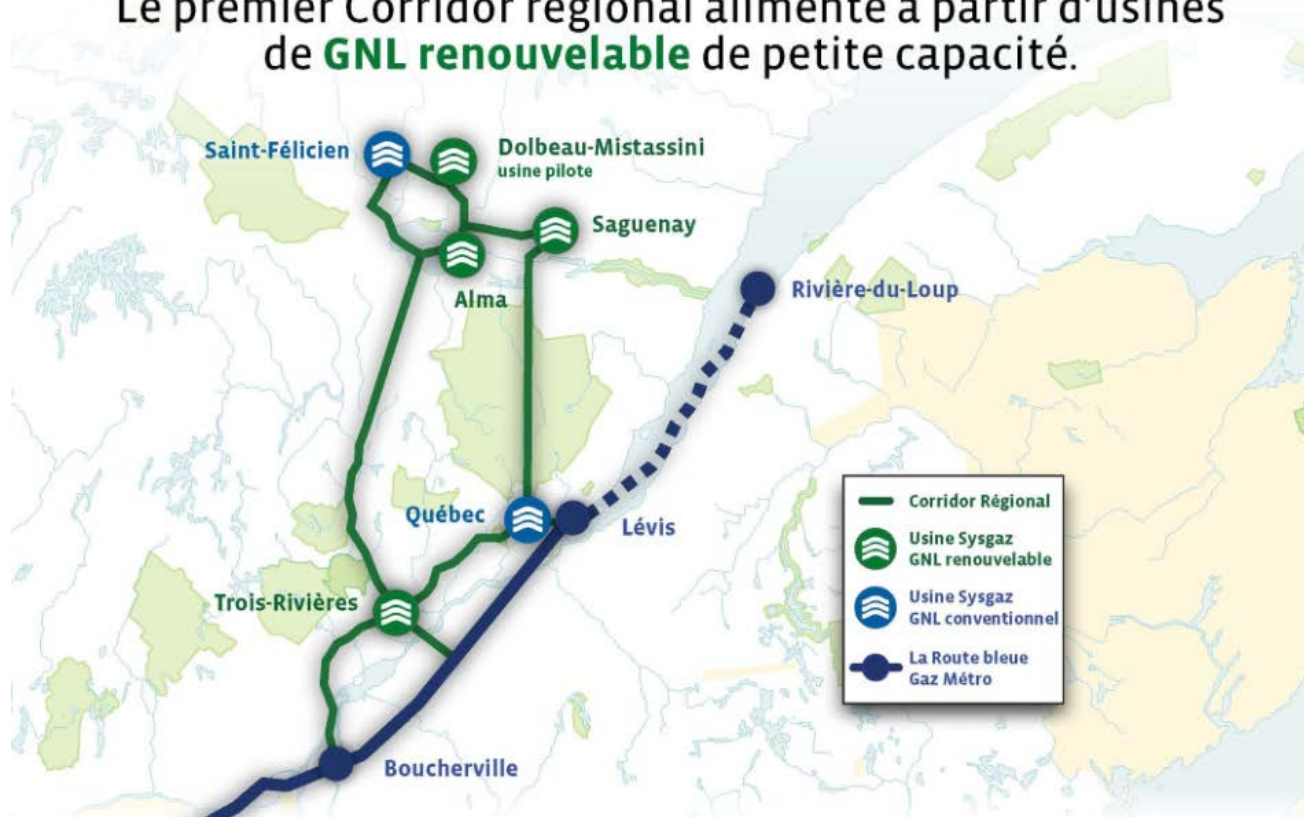 Le premier Corridor régional alimenté à partir d'usines
de GNL renouvelable de petite capacité.
Saint-Félicien
Dolbeau-Mistassini
usine pilote
Saguenay
Alma
Rivière-du-Loup
Québec
Lévis
Trois-Rivières
Boucherville
Corridor Régional
Usine Sysgaz
GNL renouvelable
Usine Sysgaz
GNL conventionnel
La Route bleue
Gaz Métro